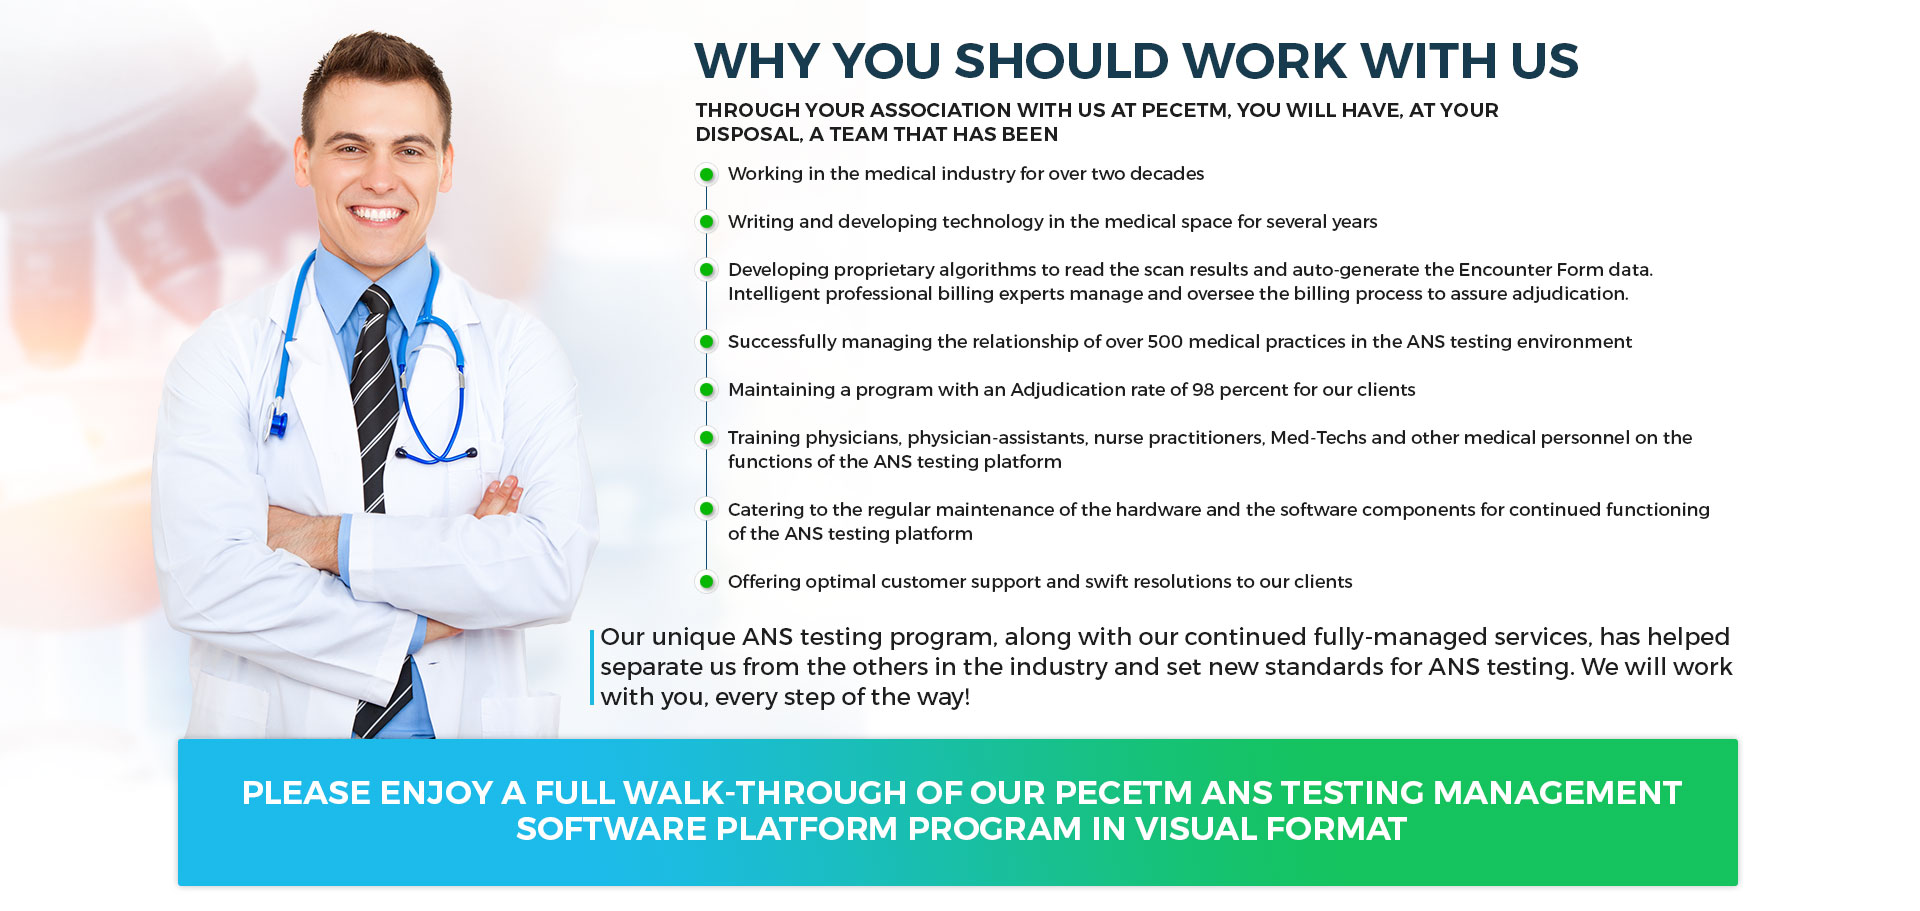 WHY YOU SHOULD WORK WITH US
THROUGH YOUR ASSOCIATION WITH US AT PECETM, YOU WILL HAVE, AT YOUR
DISPOSAL, A TEAM THAT HAS BEEN
Working in the medical industry for over two decades
Writing and developing technology in the medical space for several years
Developing proprietary algorithms to read the scan results and auto-generate the Encounter Form data.
Intelligent professional billing experts manage and oversee the billing process to assure adjudication.
Successfully managing the relationship of over 500 medical practices in the ANS testing environment
Maintaining a program with an Adjudication rate of 98 percent for our clients
Training physicians, physician-assistants, nurse practitioners, Med-Techs and other medical personnel on the
functions of the ANS testing platform
Catering to the regular maintenance of the hardware and the software components for continued functioning
of the ANS testing platform
Offering optimal customer support and swift resolutions to our clients
Our unique ANS testing program, along with our continued fully-managed services, has helped
separate us from the others in the industry and set new standards for ANS testing. We will work
with you, every step of the way!
PLEASE ENJOY A FULL WALK-THROUGH OF OUR PECETM ANS TESTING MANAGEMENT
SOFTWARE PLATFORM PROGRAM IN VISUAL FORMAT